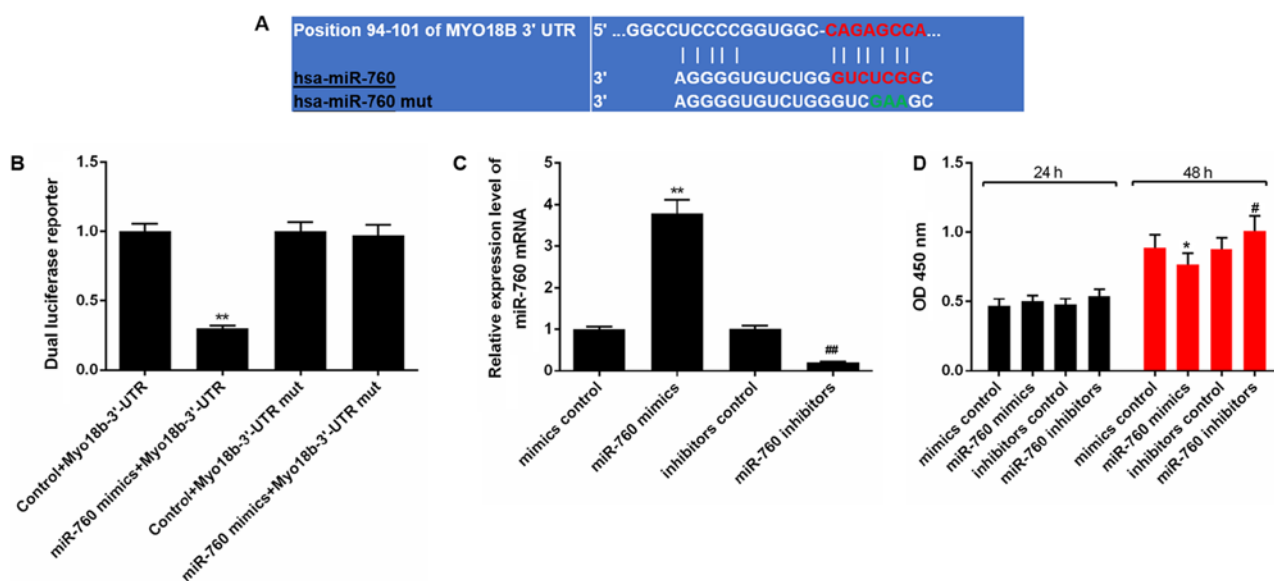 A
Position 94-101 of MYO18B 3' UTR 5' ...GGCCUCCCCGGUGGC-CAGAGCCA...
hsa-miR-760 3' AGGGGUGUCUGGGUCUCGGC
hsa-miR-760 mut 3' AGGGGUGUCUGGGUCGAAGC
B
Dual luciferase reporter
1.5
1.0
0.5
0.0
**
Control+Myo18b-3'-UTR
miR-760 mimics+Myo18b-3'-UTR
Control+Myo18b-3'-UTR mut
miR-760 mimics+Myo18b-3'-UTR mut
C
Relative expression level of
miR-760 mRNA
5
4
3
2
1
0
**
##
mimics control
miR-760 mimics
inhibitors control
miR-760 inhibitors
D
OD 450 nm
1.5
1.0
0.5
0.0
24 h
48 h
*
#
mimics control
miR-760 mimics
inhibitors control
miR-760 inhibitors
mimics control
miR-760 mimics
inhibitors control
miR-760 inhibitors